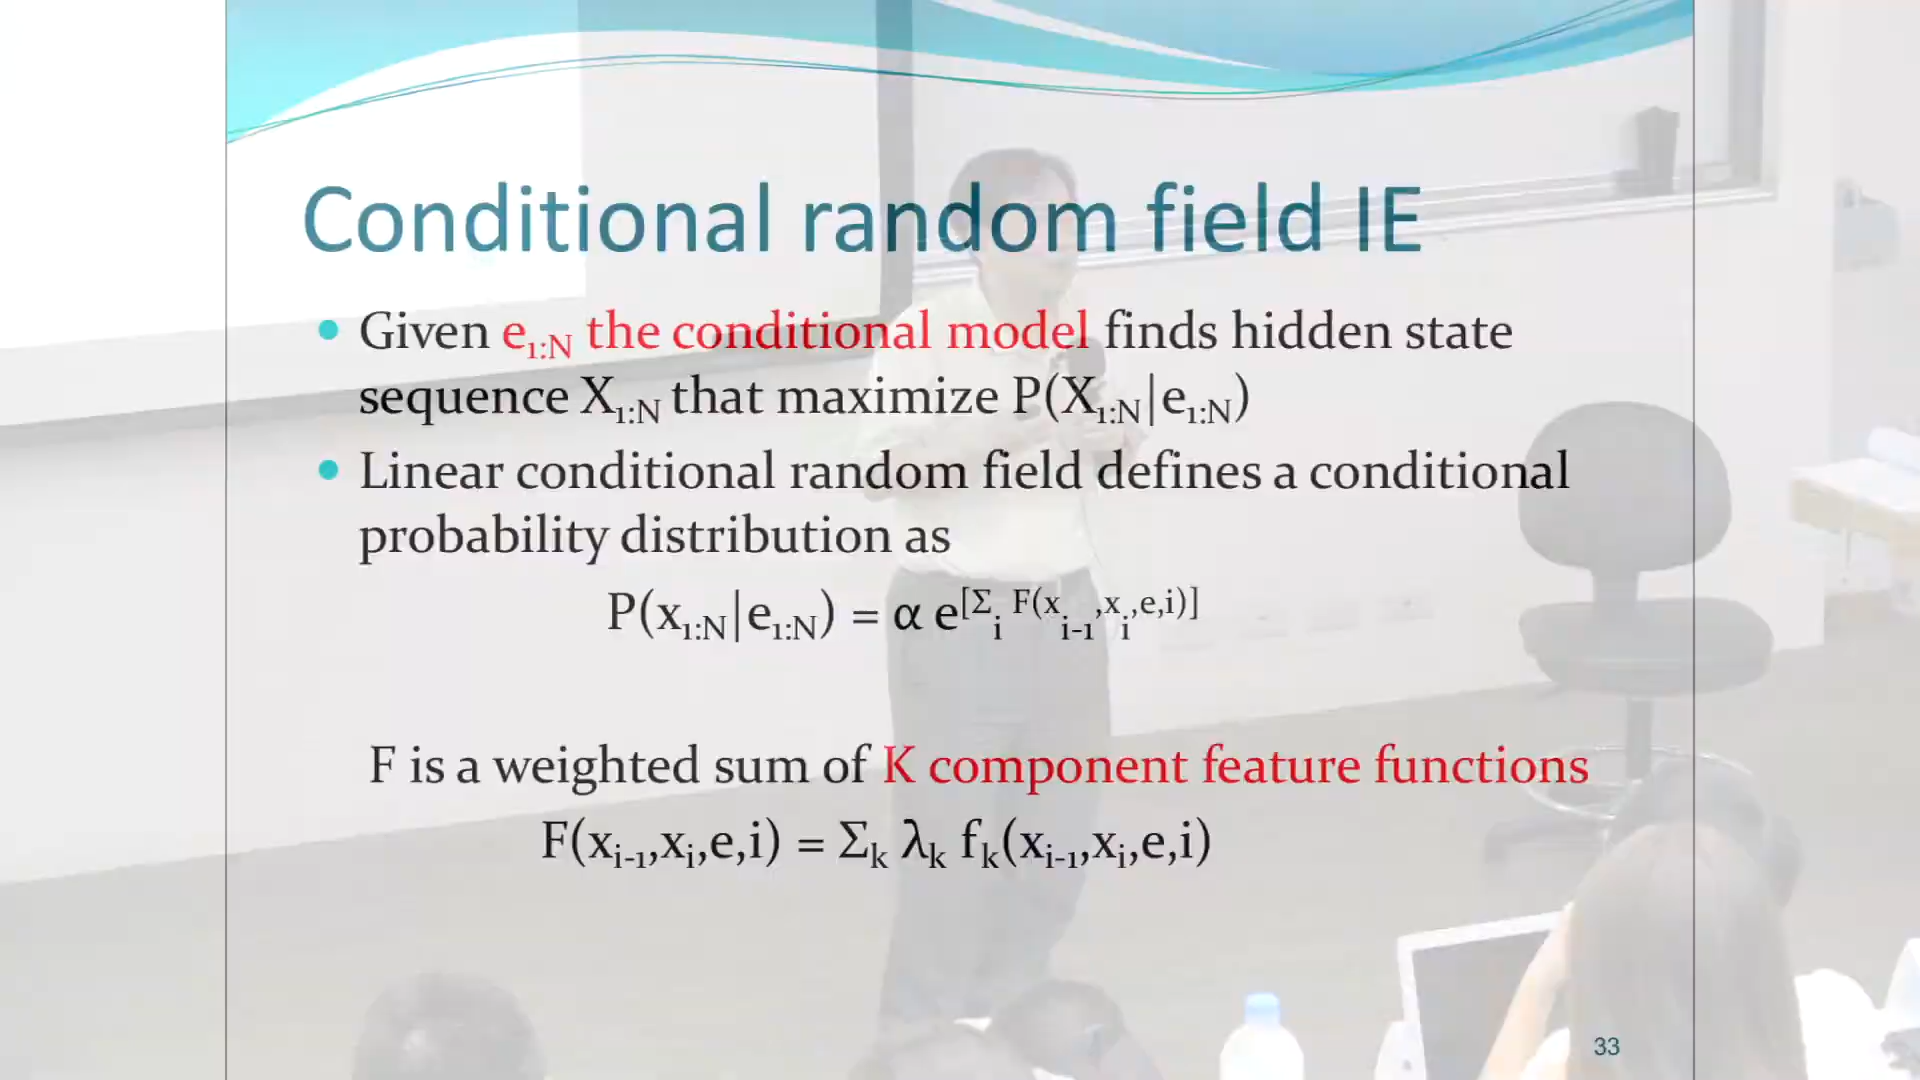 Conditional random field IE
• Given e₁:N the conditional model finds hidden state
sequence X₁:N that maximize P(X₁:N|e₁:N)
• Linear conditional random field defines a conditional
probability distribution as
P(x₁:N|e₁:N) = α e^[Σᵢ F(xᵢ₋₁,xᵢ,e,i)]
F is a weighted sum of K component feature functions
F(xᵢ₋₁,xᵢ,e,i) = Σₖ λₖ fₖ(xᵢ₋₁,xᵢ,e,i)
33